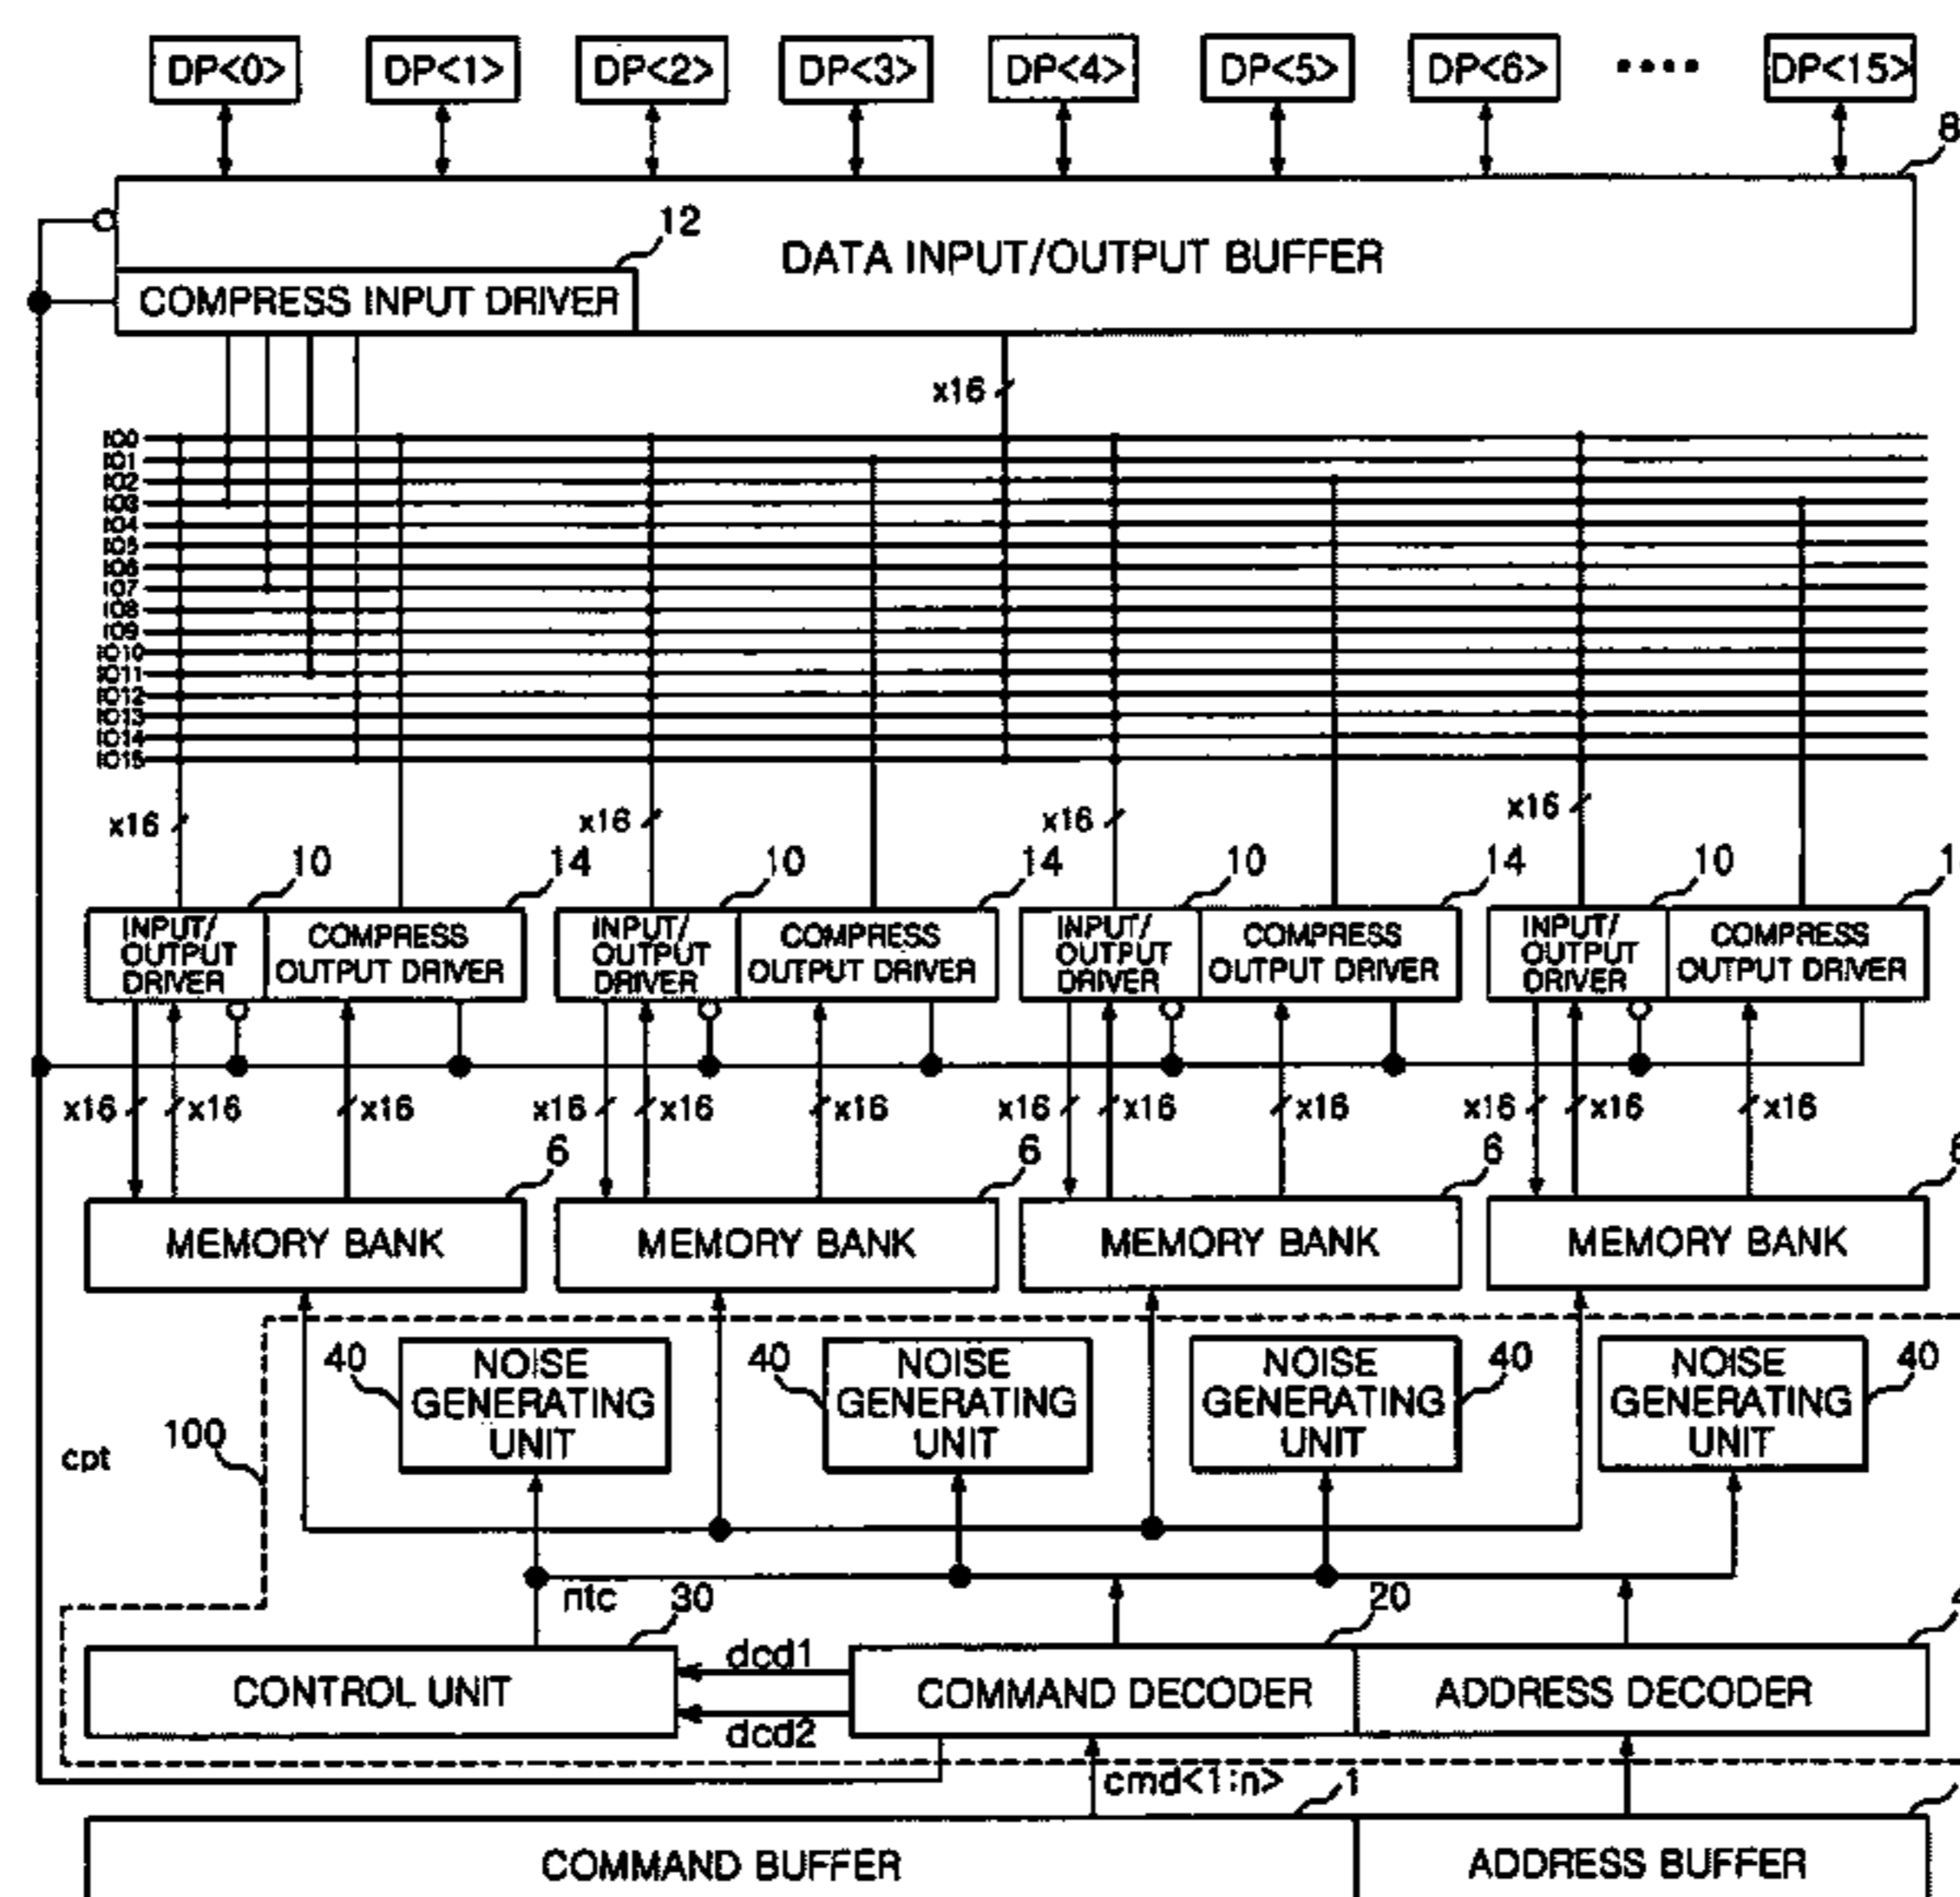 DP<0> DP<1> DP<2> DP<3> DP<4> DP<5> DP<6> •••• DP<15>
8
12
DATA INPUT/OUTPUT BUFFER
COMPRESS INPUT DRIVER
x16
IO0
IO1
IO2
IO3
IO4
IO5
IO6
IO7
IO8
IO9
IO10
IO11
IO12
IO13
IO14
IO15
x16 x16 x16 x16
10 14 10 14 10 14 10 1
INPUT/ OUTPUT DRIVER
COMPRESS OUTPUT DRIVER
INPUT/ OUTPUT DRIVER
COMPRESS OUTPUT DRIVER
INPUT/ OUTPUT DRIVER
COMPRESS OUTPUT DRIVER
INPUT/ OUTPUT DRIVER
COMPRESS OUTPUT DRIVER
x16 x16 x16 x16 x16 x16 x16 x16 x16 x16 x16 x16
6 6 6 6
MEMORY BANK MEMORY BANK MEMORY BANK MEMORY BANK
40 NOISE GENERATING UNIT
40 NOISE GENERATING UNIT
NOISE GENERATING UNIT 40
NOISE GENERATING UNIT 40
cpt
100
ntc 30 20 4
CONTROL UNIT
dcd1
dcd2
COMMAND DECODER ADDRESS DECODER
cmd<1:n> 1
COMMAND BUFFER ADDRESS BUFFER